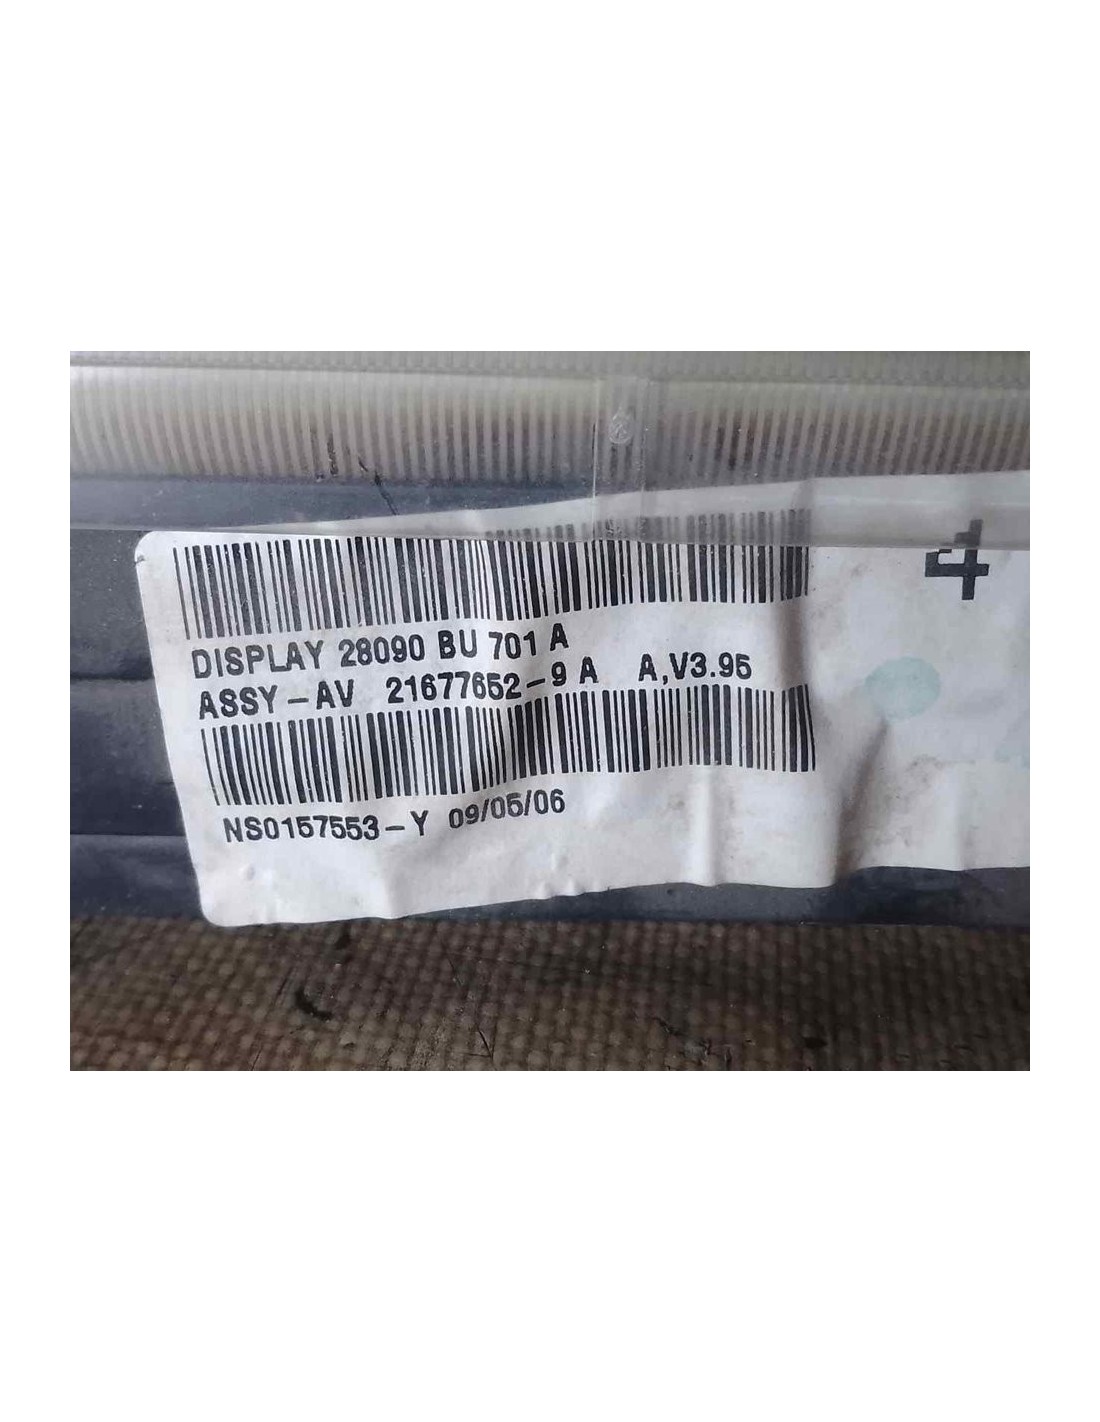 4
DISPLAY 28090 BU 701 A
ASSY-AV 21677652-9 A A,V3.95
NS0157553-Y 09/05/06